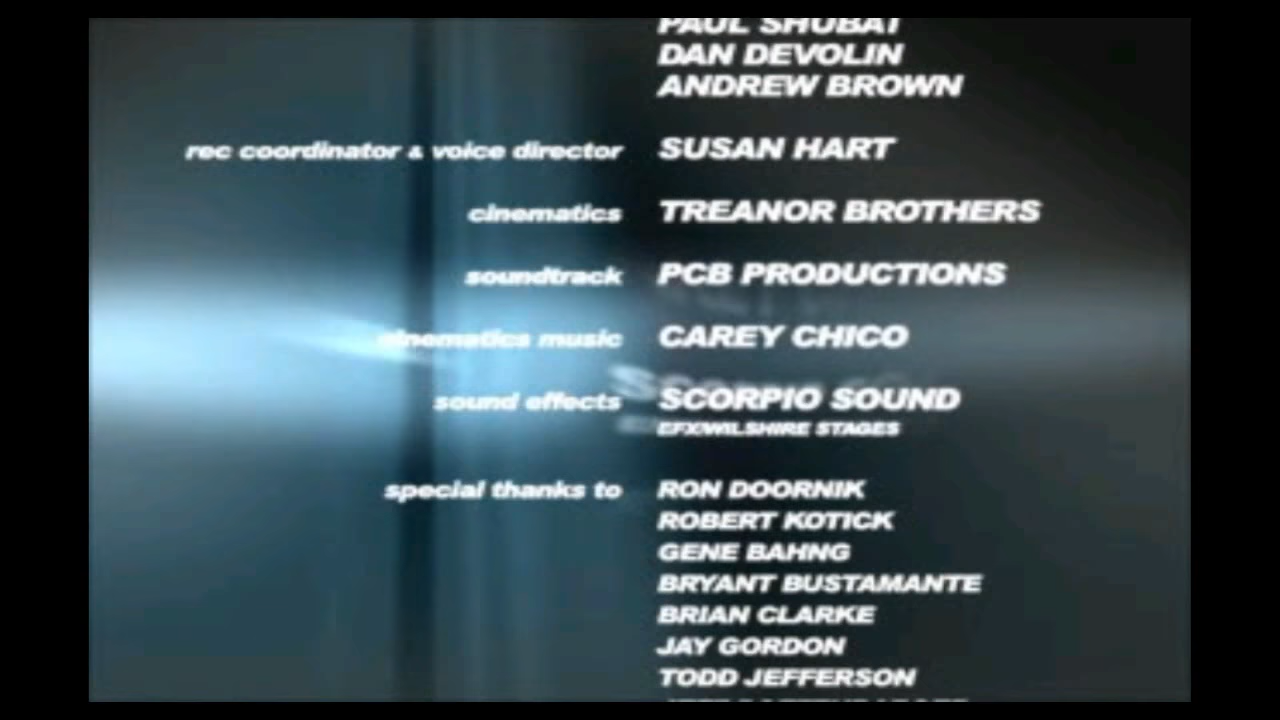 PAUL SHUBAT
DAN DEVOLIN
ANDREW BROWN
rec coordinator & voice director SUSAN HART
cinematics TREANOR BROTHERS
soundtrack PCB PRODUCTIONS
cinematics music CAREY CHICO
sound effects SCORPIO SOUND
EFX/WILSHIRE STAGES
special thanks to RON DOORNIK
ROBERT KOTICK
GENE BAHNG
BRYANT BUSTAMANTE
BRIAN CLARKE
JAY GORDON
TODD JEFFERSON